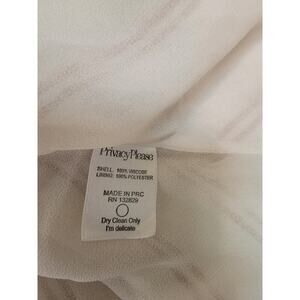 PrivacyPlease
SHELL: 100% VISCOSE
LINING: 100% POLYESTER
MADE IN PRC
RN 132829
Dry Clean Only
I'm delicate